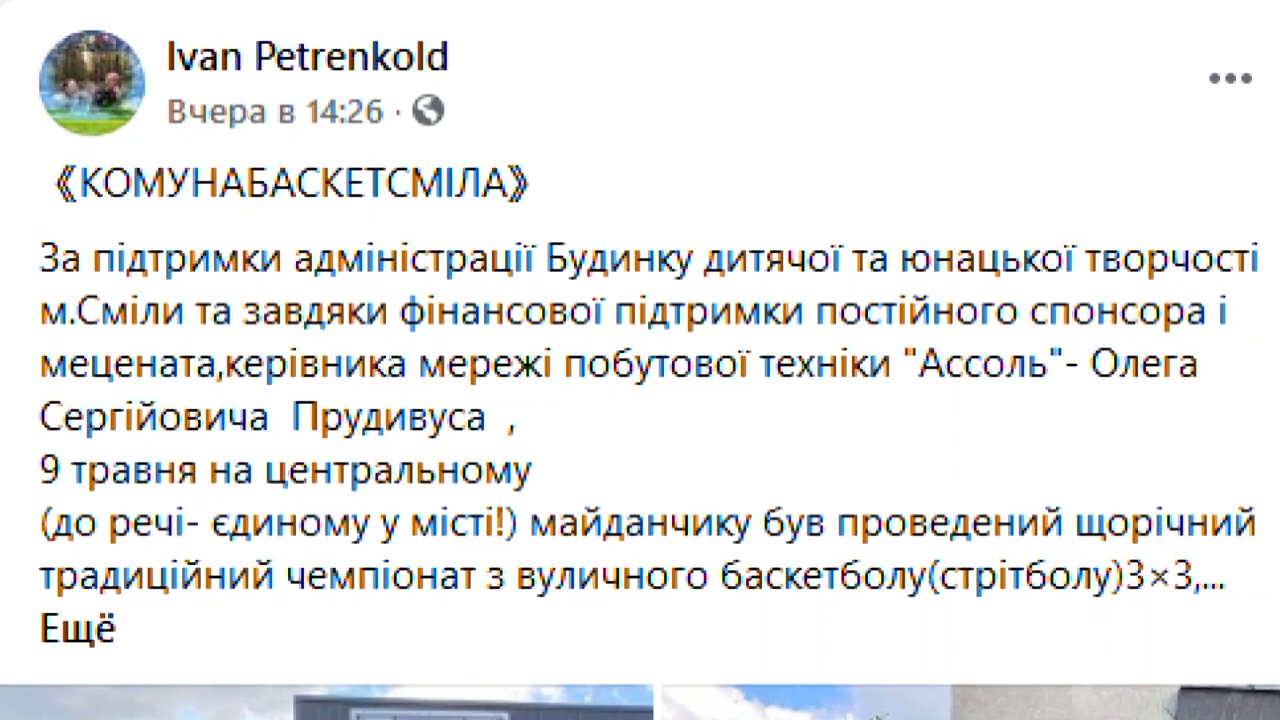 Ivan Petrenkold
Вчера в 14:26 ·
《КОМУНАБАСКЕТСМІЛА》
За підтримки адміністрації Будинку дитячої та юнацької творчості
м.Сміли та завдяки фінансової підтримки постійного спонсора і
мецената,керівника мережі побутової техніки "Ассоль"- Олега
Сергійовича Прудивуса ,
9 травня на центральному
(до речі- єдиному у місті!) майданчику був проведений щорічний
традиційний чемпіонат з вуличного баскетболу(стрітболу)3×3,...
Ещё